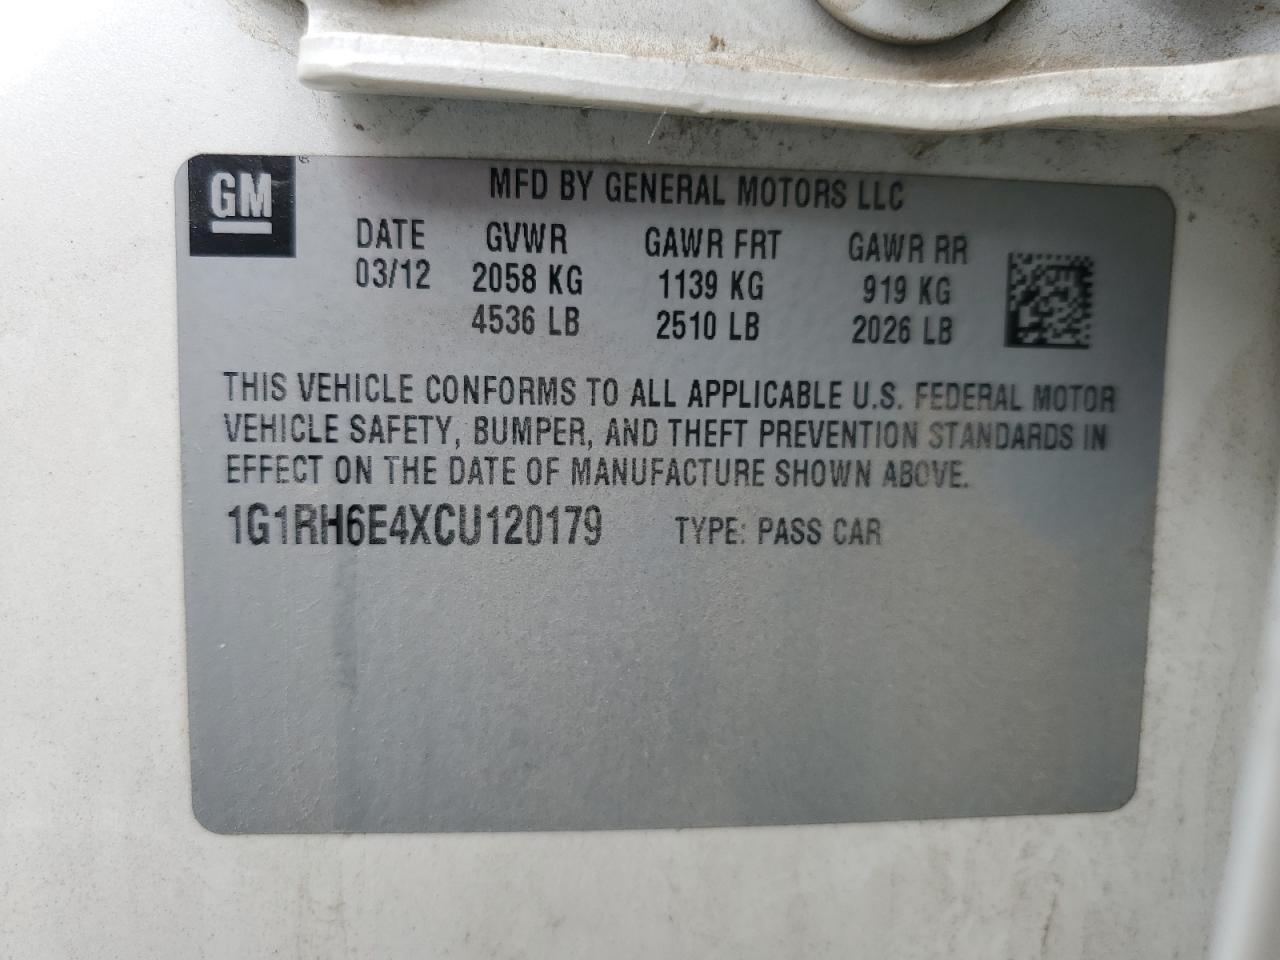 GM
MFD BY GENERAL MOTORS LLC
DATE GVWR GAWR FRT GAWR RR
03/12 2058 KG 1139 KG 919 KG
4536 LB 2510 LB 2026 LB
THIS VEHICLE CONFORMS TO ALL APPLICABLE U.S. FEDERAL MOTOR
VEHICLE SAFETY, BUMPER, AND THEFT PREVENTION STANDARDS IN
EFFECT ON THE DATE OF MANUFACTURE SHOWN ABOVE.
1G1RH6E4XCU120179 TYPE: PASS CAR